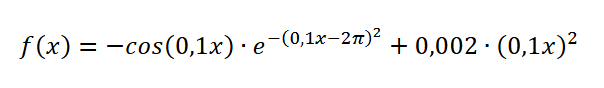 f(x) = −cos(0,1x) · e^{−(0,1x−2π)^2} + 0,002 · (0,1x)^2